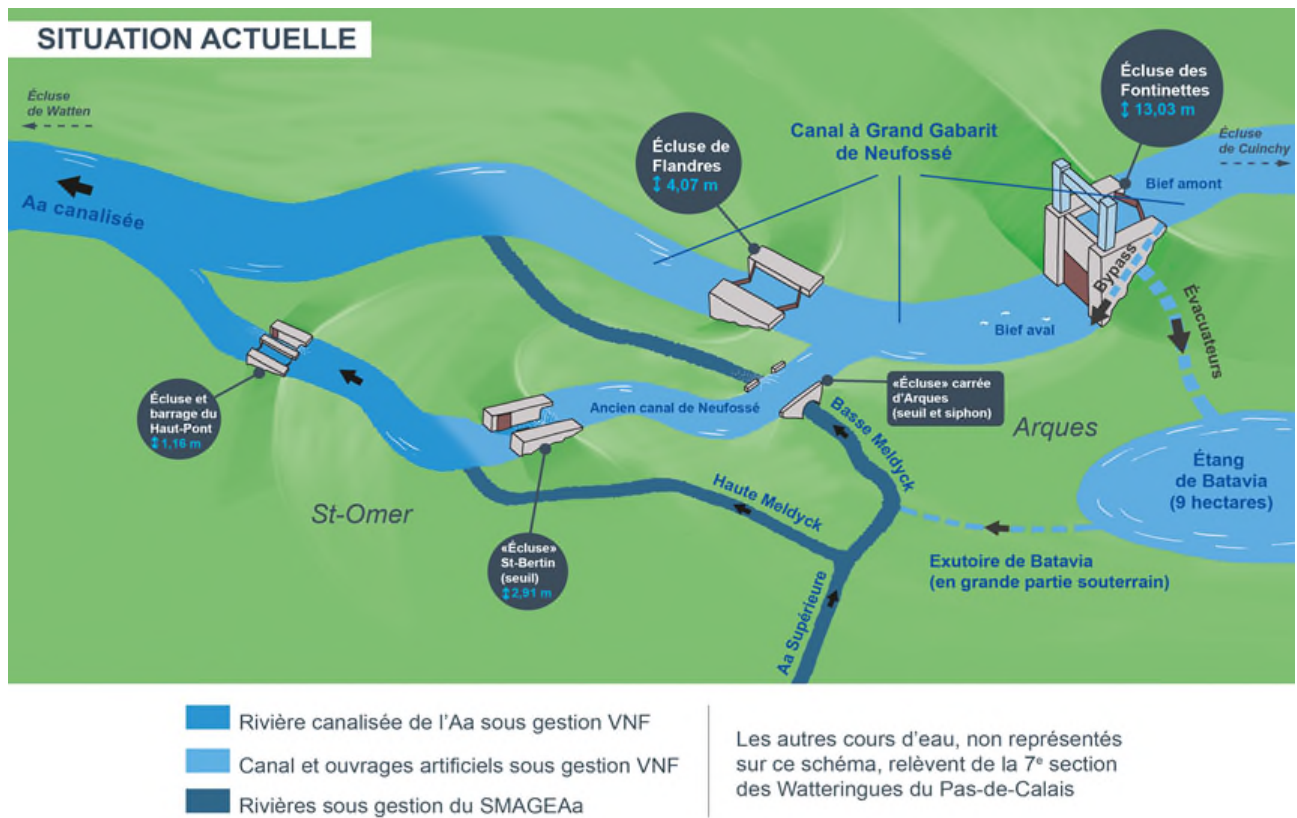 SITUATION ACTUELLE
Écluse
de Watten
Aa canalisée
Écluse de
Flandres
↕ 4,07 m
Canal à Grand Gabarit
de Neufossé
Écluse des
Fontinettes
↕ 13,03 m
Écluse
de Cuinchy
Bief amont
Bypass
Évacuateurs
Bief aval
Écluse et
barrage du
Haut-Pont
↕ 1,16 m
Ancien canal de Neufossé
«Écluse» carrée
d'Arques
(seuil et siphon)
Arques
Basse Meldyck
Étang
de Batavia
(9 hectares)
St-Omer
Haute Meldyck
«Écluse»
St-Bertin
(seuil)
↕ 2,91 m
Exutoire de Batavia
(en grande partie souterrain)
Aa Supérieure
Rivière canalisée de l'Aa sous gestion VNF
Canal et ouvrages artificiels sous gestion VNF
Rivières sous gestion du SMAGEAa
Les autres cours d'eau, non représentés
sur ce schéma, relèvent de la 7e section
des Watteringues du Pas-de-Calais